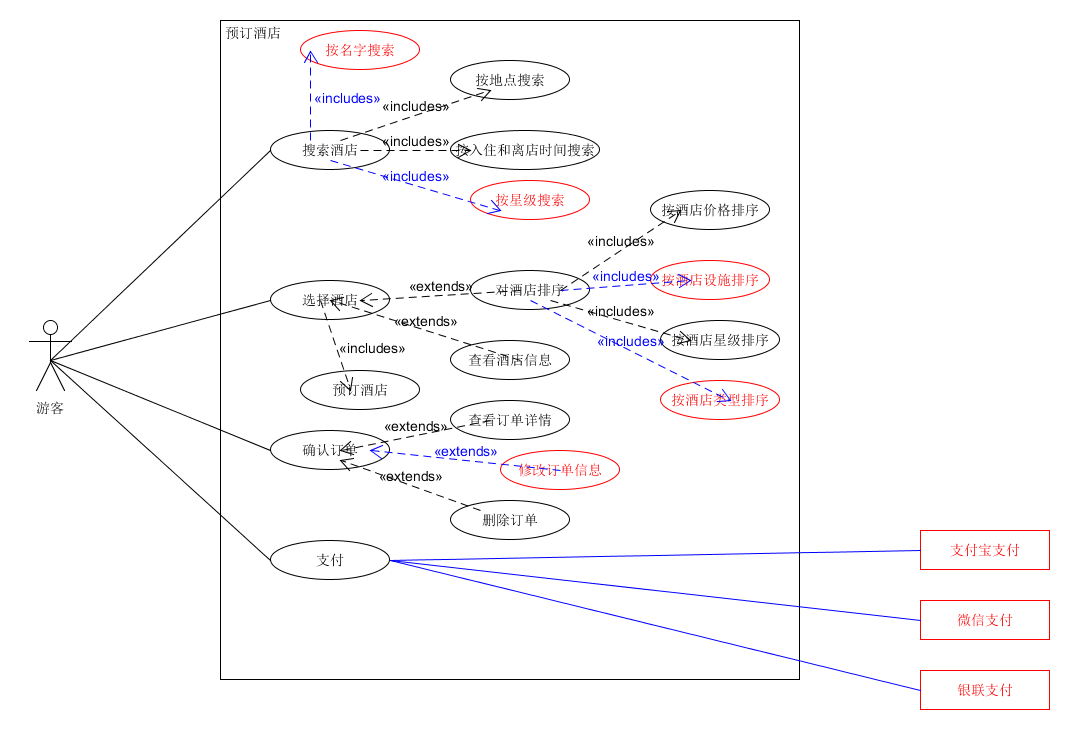 预订酒店
按名字搜索
按地点搜索
«includes»
«includes»
搜索酒店
«includes»
按入住和离店时间搜索
«includes»
按星级搜索
按酒店价格排序
«includes»
选择酒店
«extends»
对酒店排序
«includes»
按酒店设施排序
«includes»
按酒店星级排序
«extends»
«includes»
«includes»
查看酒店信息
预订酒店
按酒店类型排序
游客
查看订单详情
«extends»
确认订单
«extends»
修改订单信息
«extends»
删除订单
支付
支付宝支付
微信支付
银联支付